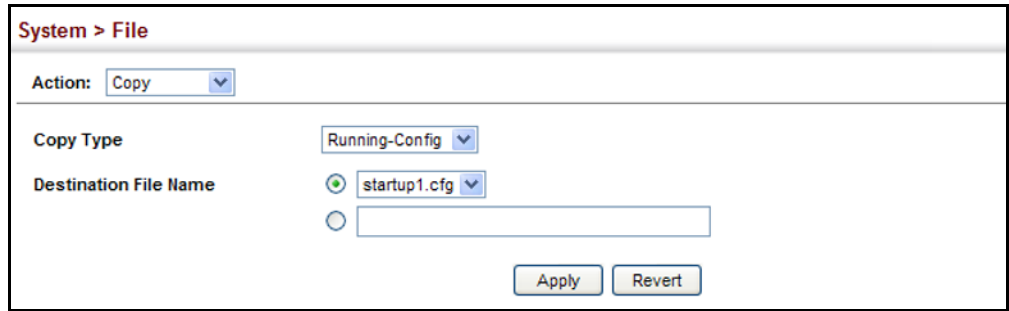 System > File
Action: Copy
Copy Type Running-Config
Destination File Name startup1.cfg
Apply Revert